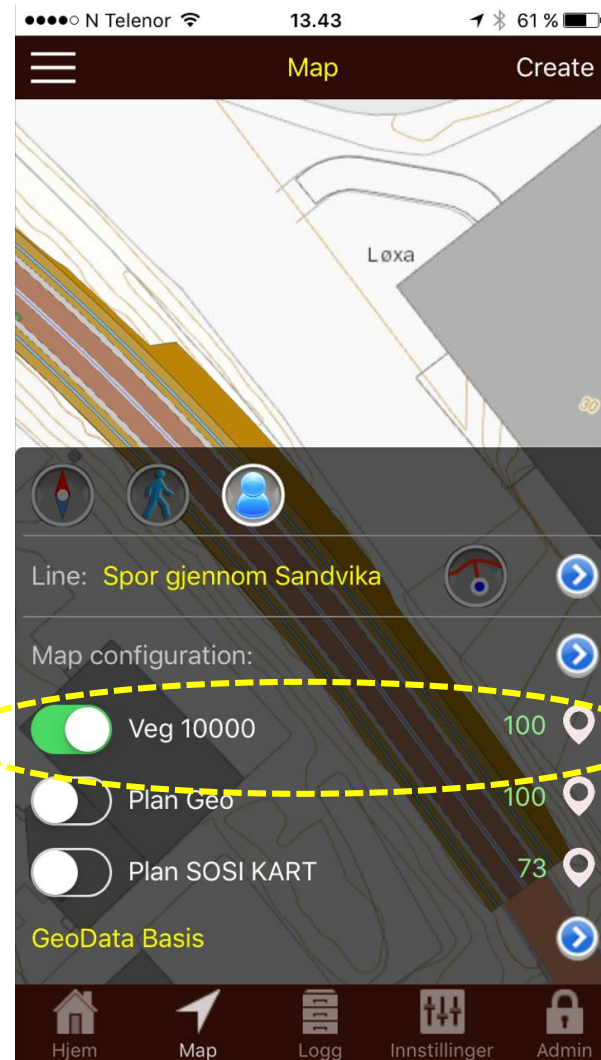 N Telenor 13.43 61 %
Map Create
Løxa
30
Line: Spor gjennom Sandvika
Map configuration:
Veg 10000 100
Plan Geo 100
Plan SOSI KART 73
GeoData Basis
Hjem Map Logg Innstillinger Admin